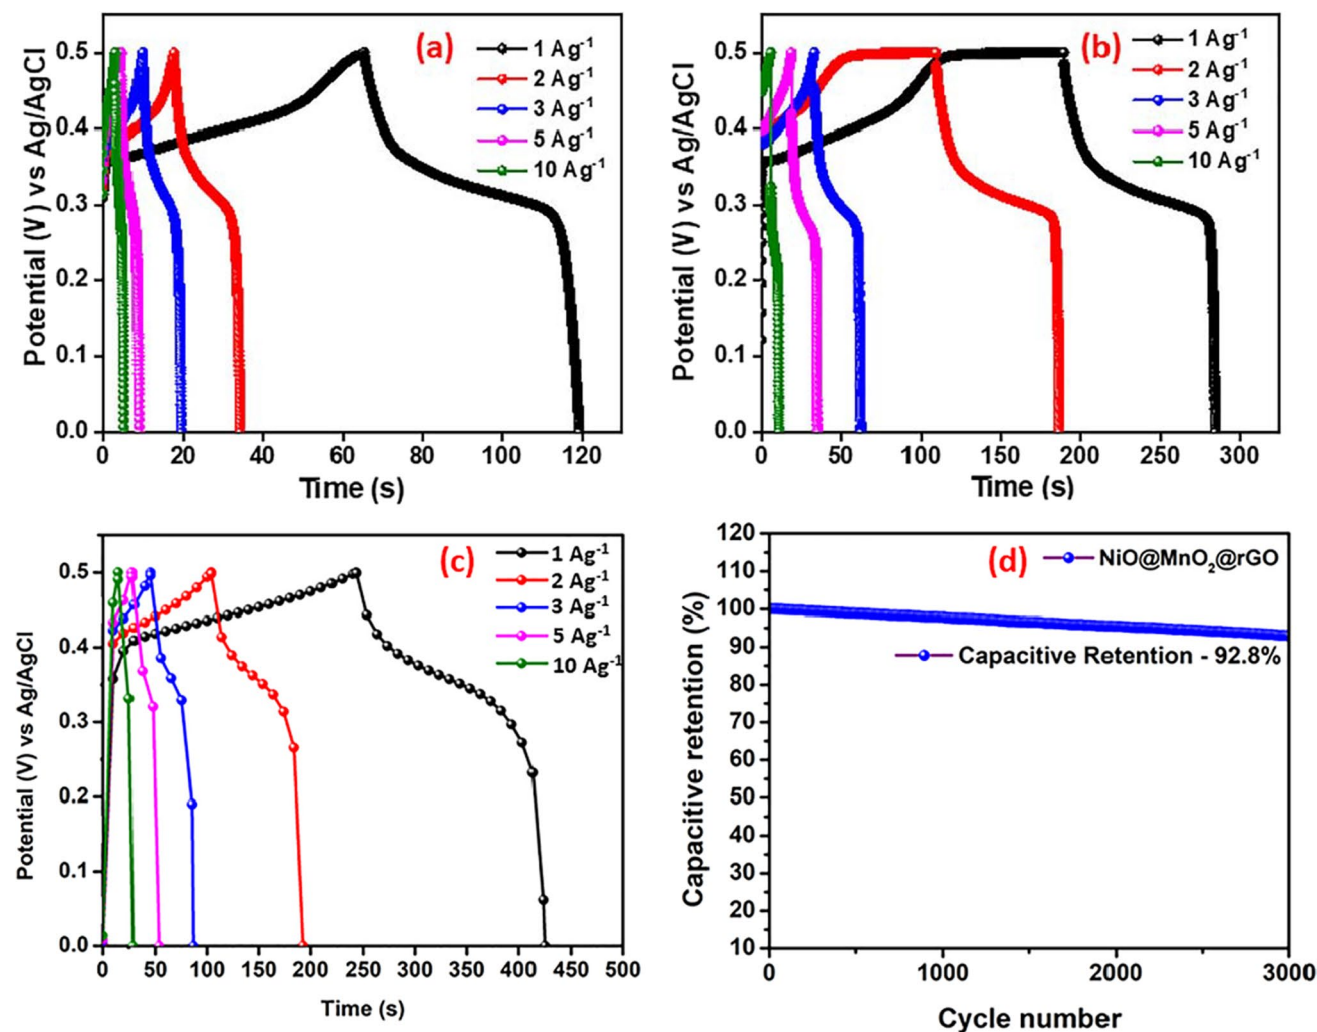 (a)
1 Ag⁻¹
2 Ag⁻¹
3 Ag⁻¹
5 Ag⁻¹
10 Ag⁻¹
Potential (V) vs Ag/AgCl
0.5
0.4
0.3
0.2
0.1
0.0
0 20 40 60 80 100 120
Time (s)
(b)
1 Ag⁻¹
2 Ag⁻¹
3 Ag⁻¹
5 Ag⁻¹
10 Ag⁻¹
Potential (V) vs Ag/AgCl
0.5
0.4
0.3
0.2
0.1
0.0
0 50 100 150 200 250 300
Time (s)
(c)
1 Ag⁻¹
2 Ag⁻¹
3 Ag⁻¹
5 Ag⁻¹
10 Ag⁻¹
Potential (V) vs Ag/AgCl
0.5
0.4
0.3
0.2
0.1
0.0
0 50 100 150 200 250 300 350 400 450 500
Time (s)
(d)
NiO@MnO₂@rGO
Capacitive Retention - 92.8%
Capacitive retention (%)
120
110
100
90
80
70
60
50
40
30
20
10
0 1000 2000 3000
Cycle number